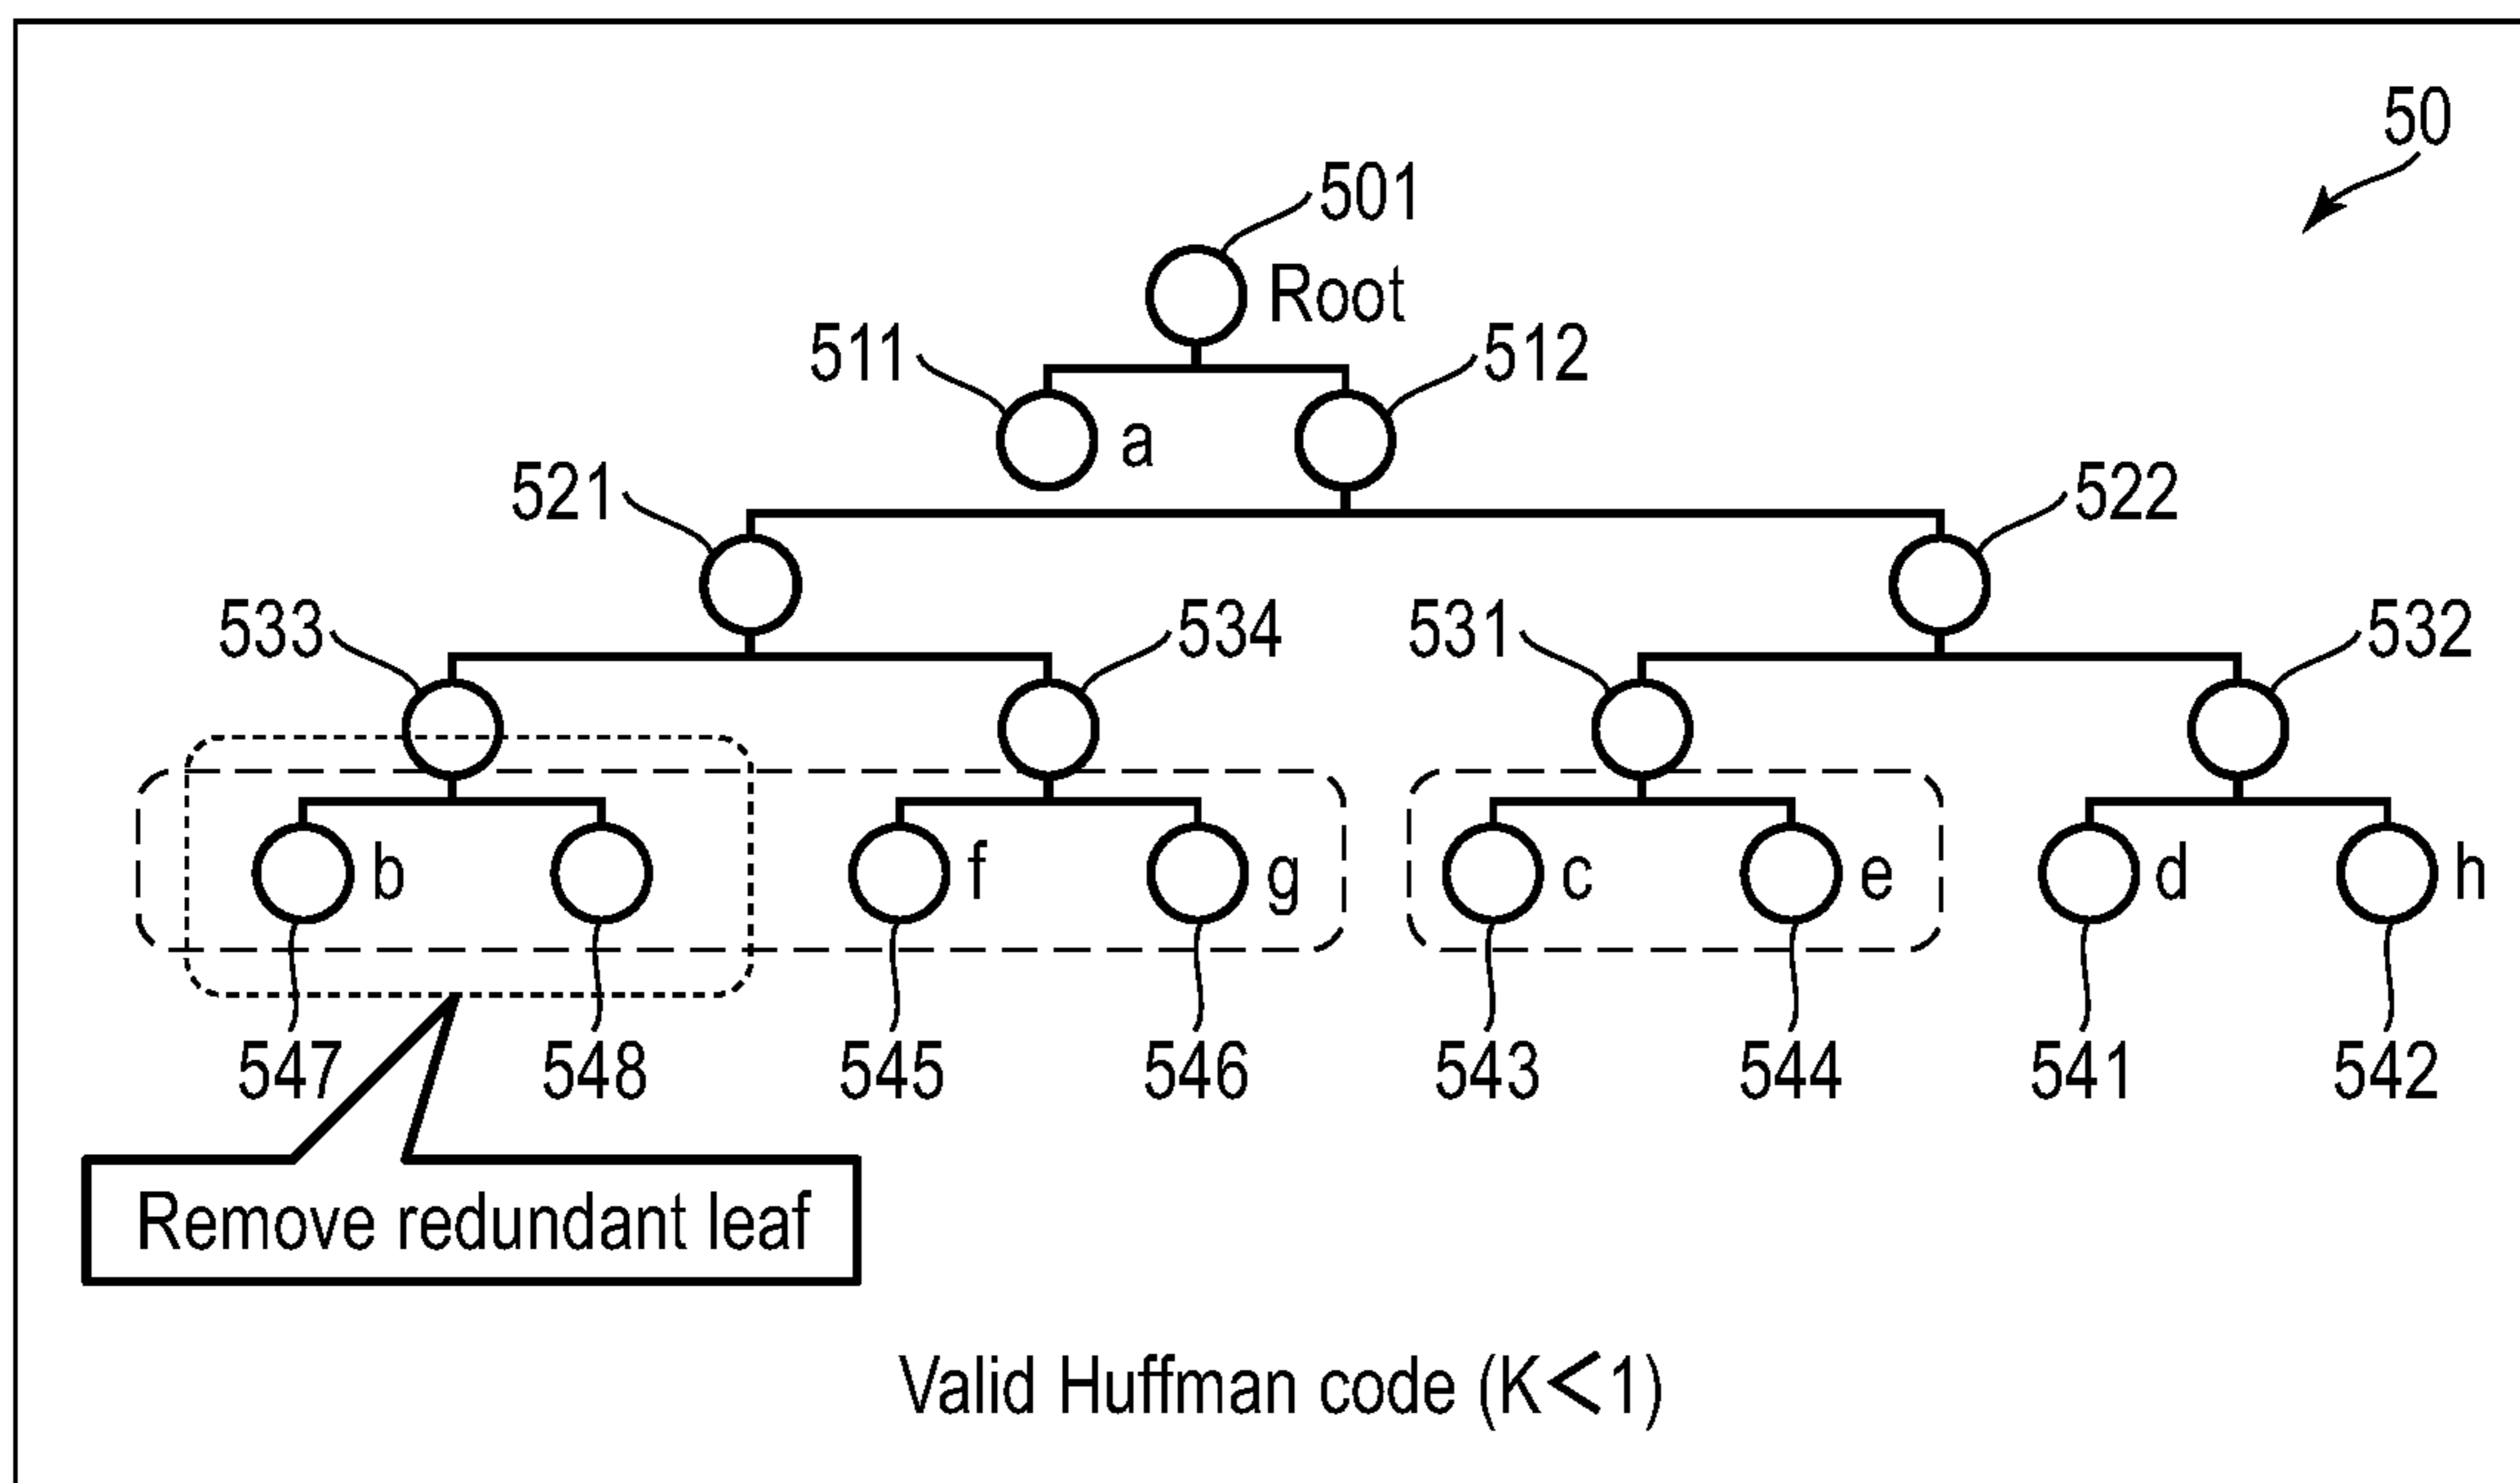 50
501
Root
511
512
a
521
522
533
534
531
532
b
f
g
c
e
d
h
547
548
545
546
543
544
541
542
Remove redundant leaf
Valid Huffman code (K<1)